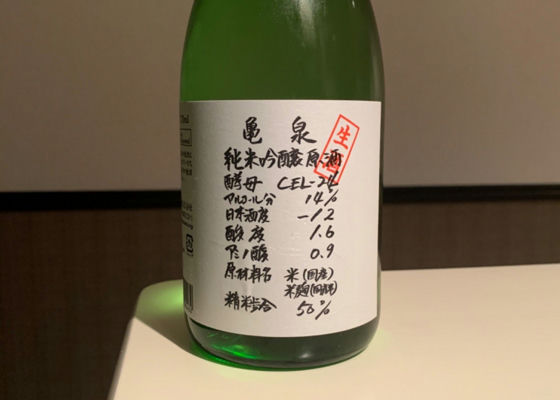 亀泉
生酒
純米吟醸原酒
酵母 CEL-24
アルコール分 14%
日本酒度 -12
酸度 1.6
アミノ酸 0.9
原材料名 米(国産)
米麹(国産米)
精米歩合 50%